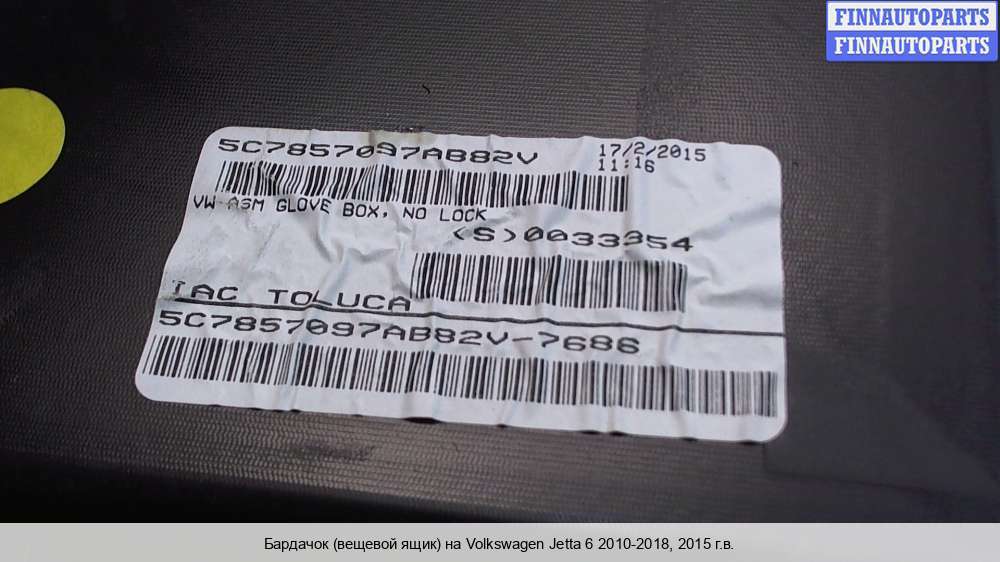 FINNAUTOPARTS
FINNAUTOPARTS
5C7857097AB82V
17/2/2015
11:16
VW-ASM GLOVE BOX, NO LOCK
(S)0033354
IAC TOLUCA
5C7857097AB82V-7686
Бардачок (вещевой ящик) на Volkswagen Jetta 6 2010-2018, 2015 г.в.